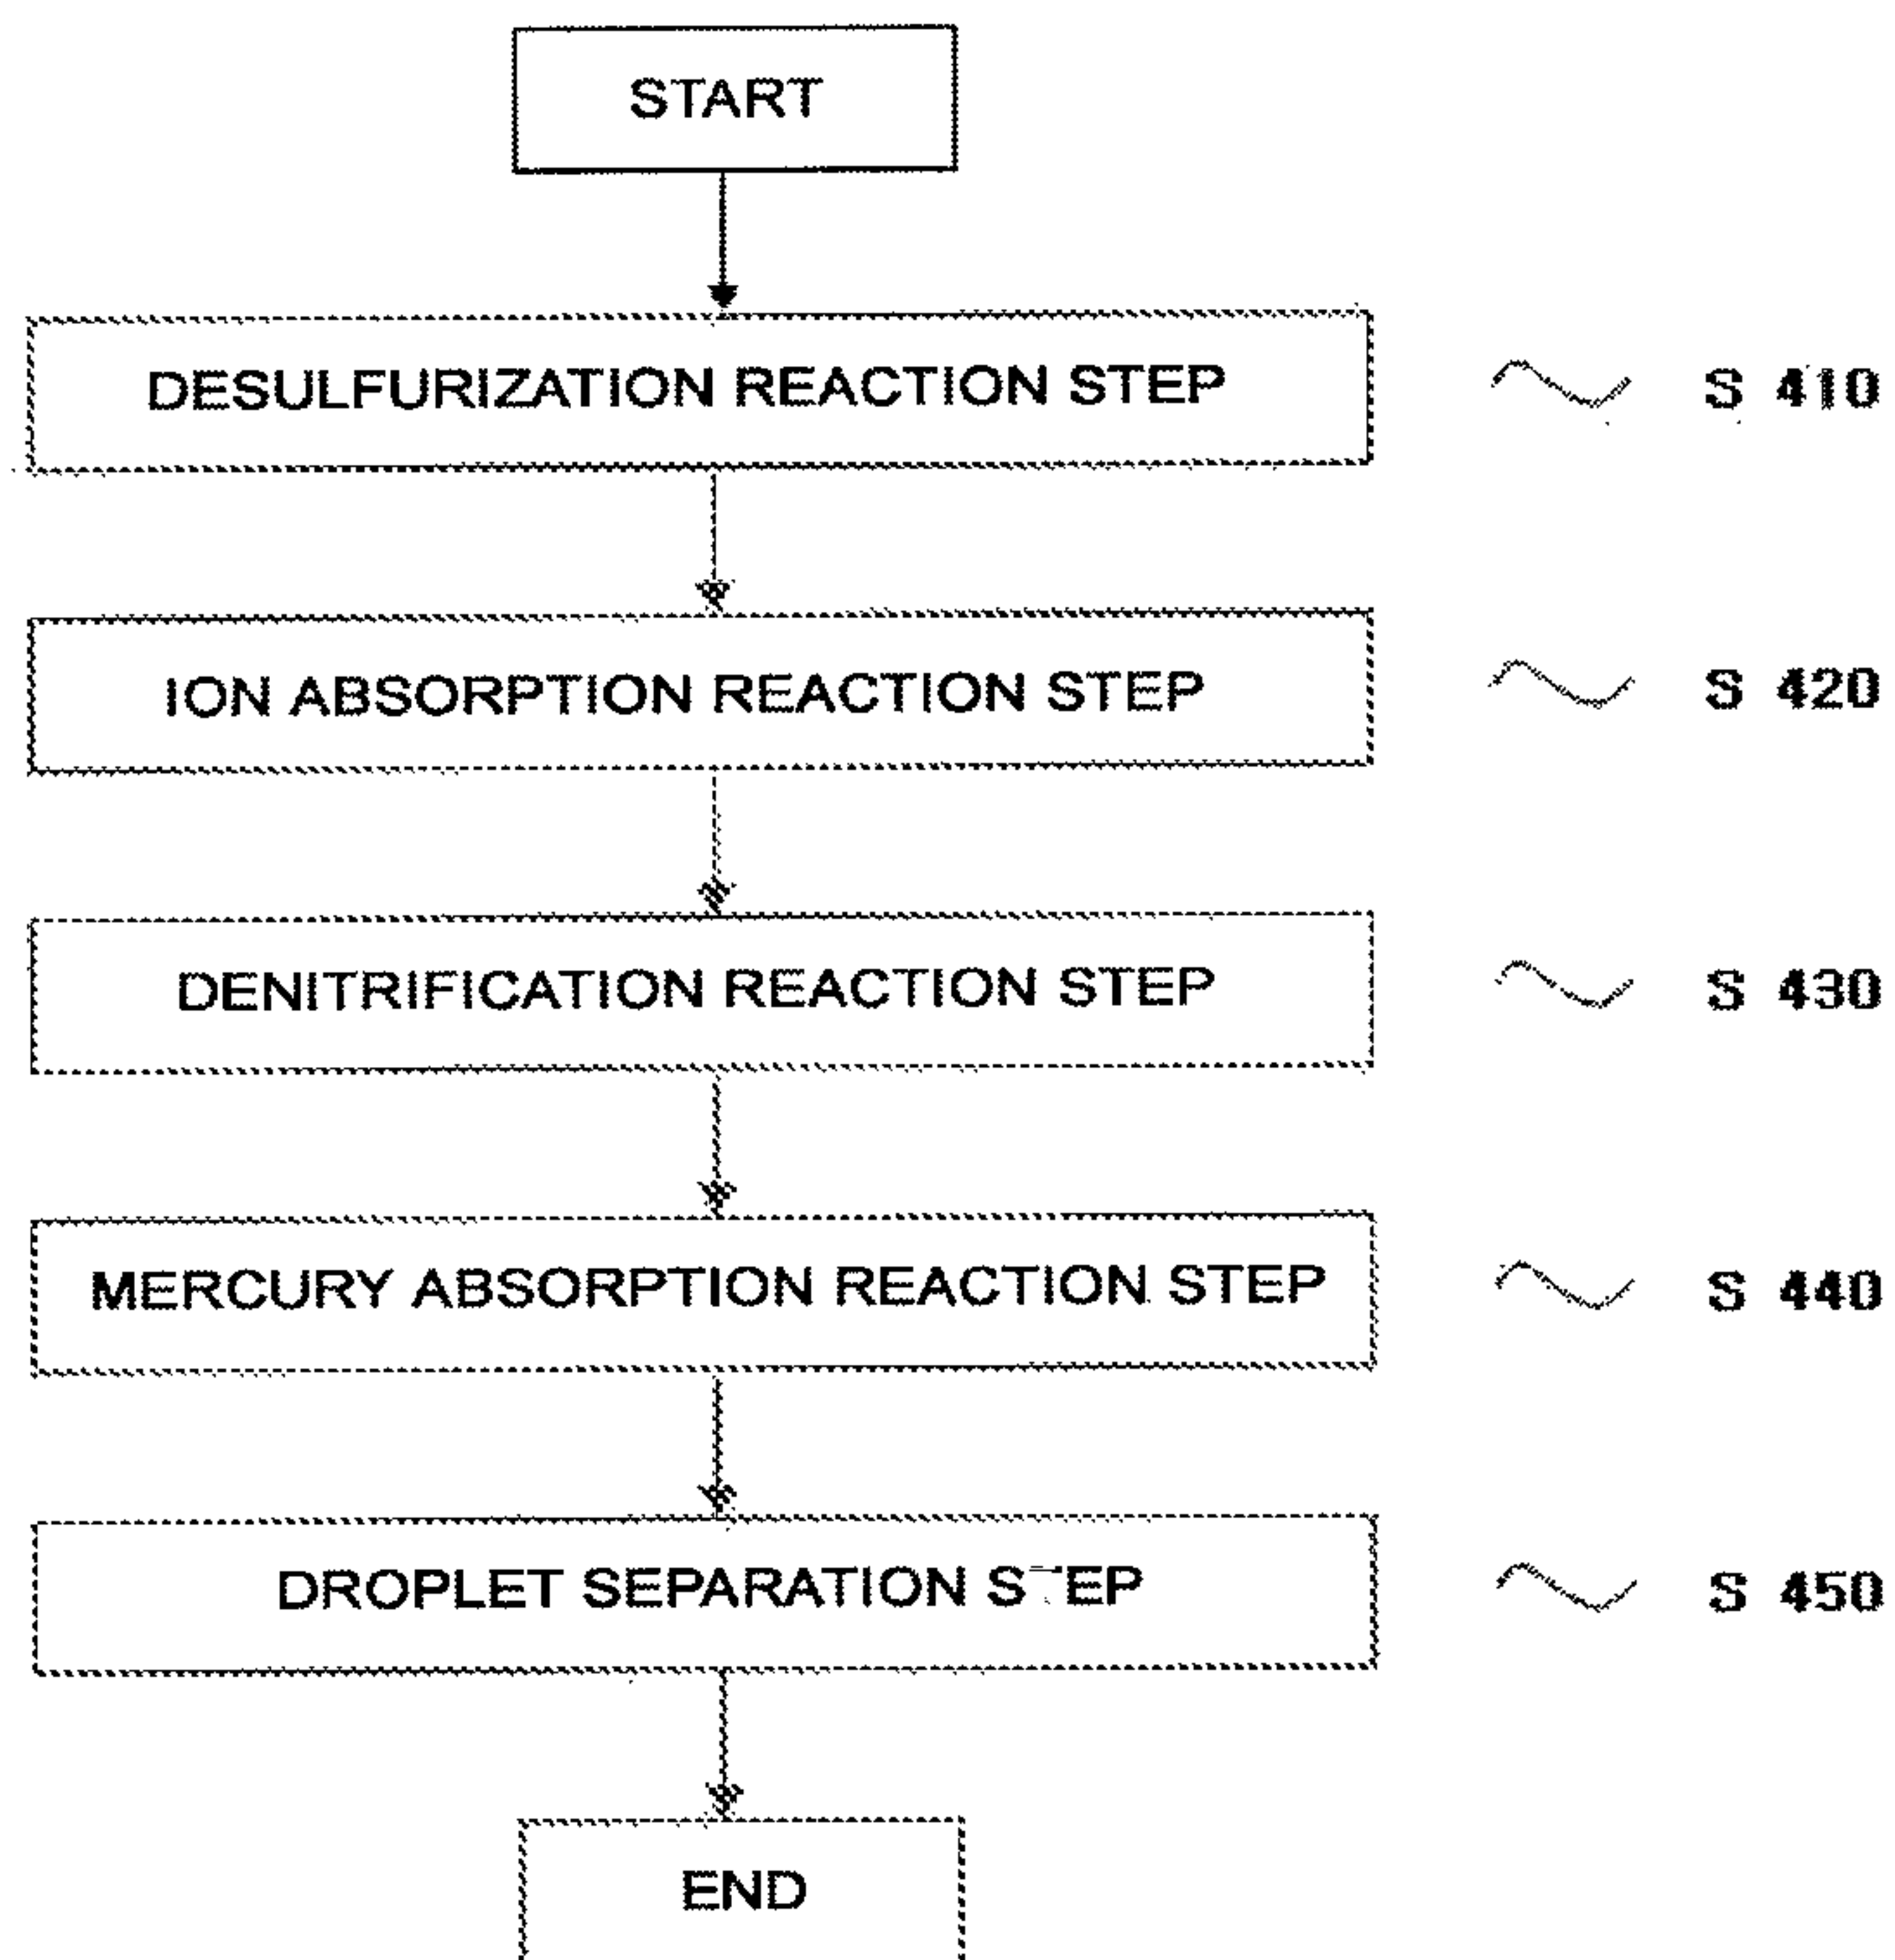 START
DESULFURIZATION REACTION STEP
S 410
ION ABSORPTION REACTION STEP
S 420
DENITRIFICATION REACTION STEP
S 430
MERCURY ABSORPTION REACTION STEP
S 440
DROPLET SEPARATION STEP
S 450
END